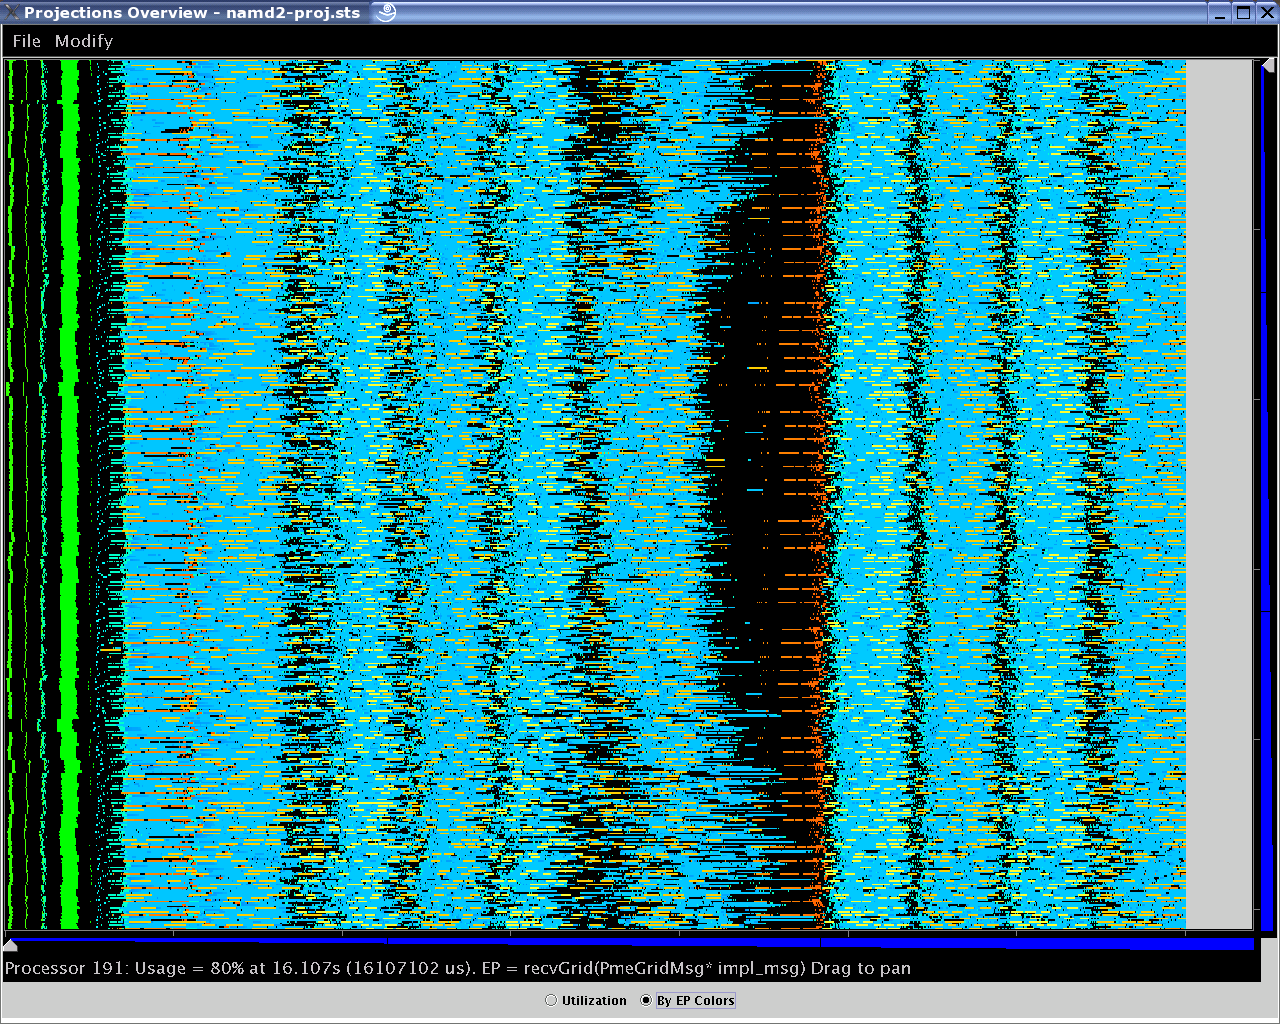 Projections Overview - namd2-proj.sts
File Modify
Processor 191: Usage = 80% at 16.107s (16107102 us). EP = recvGrid(PmeGridMsg* impl_msg) Drag to pan
Utilization By EP Colors